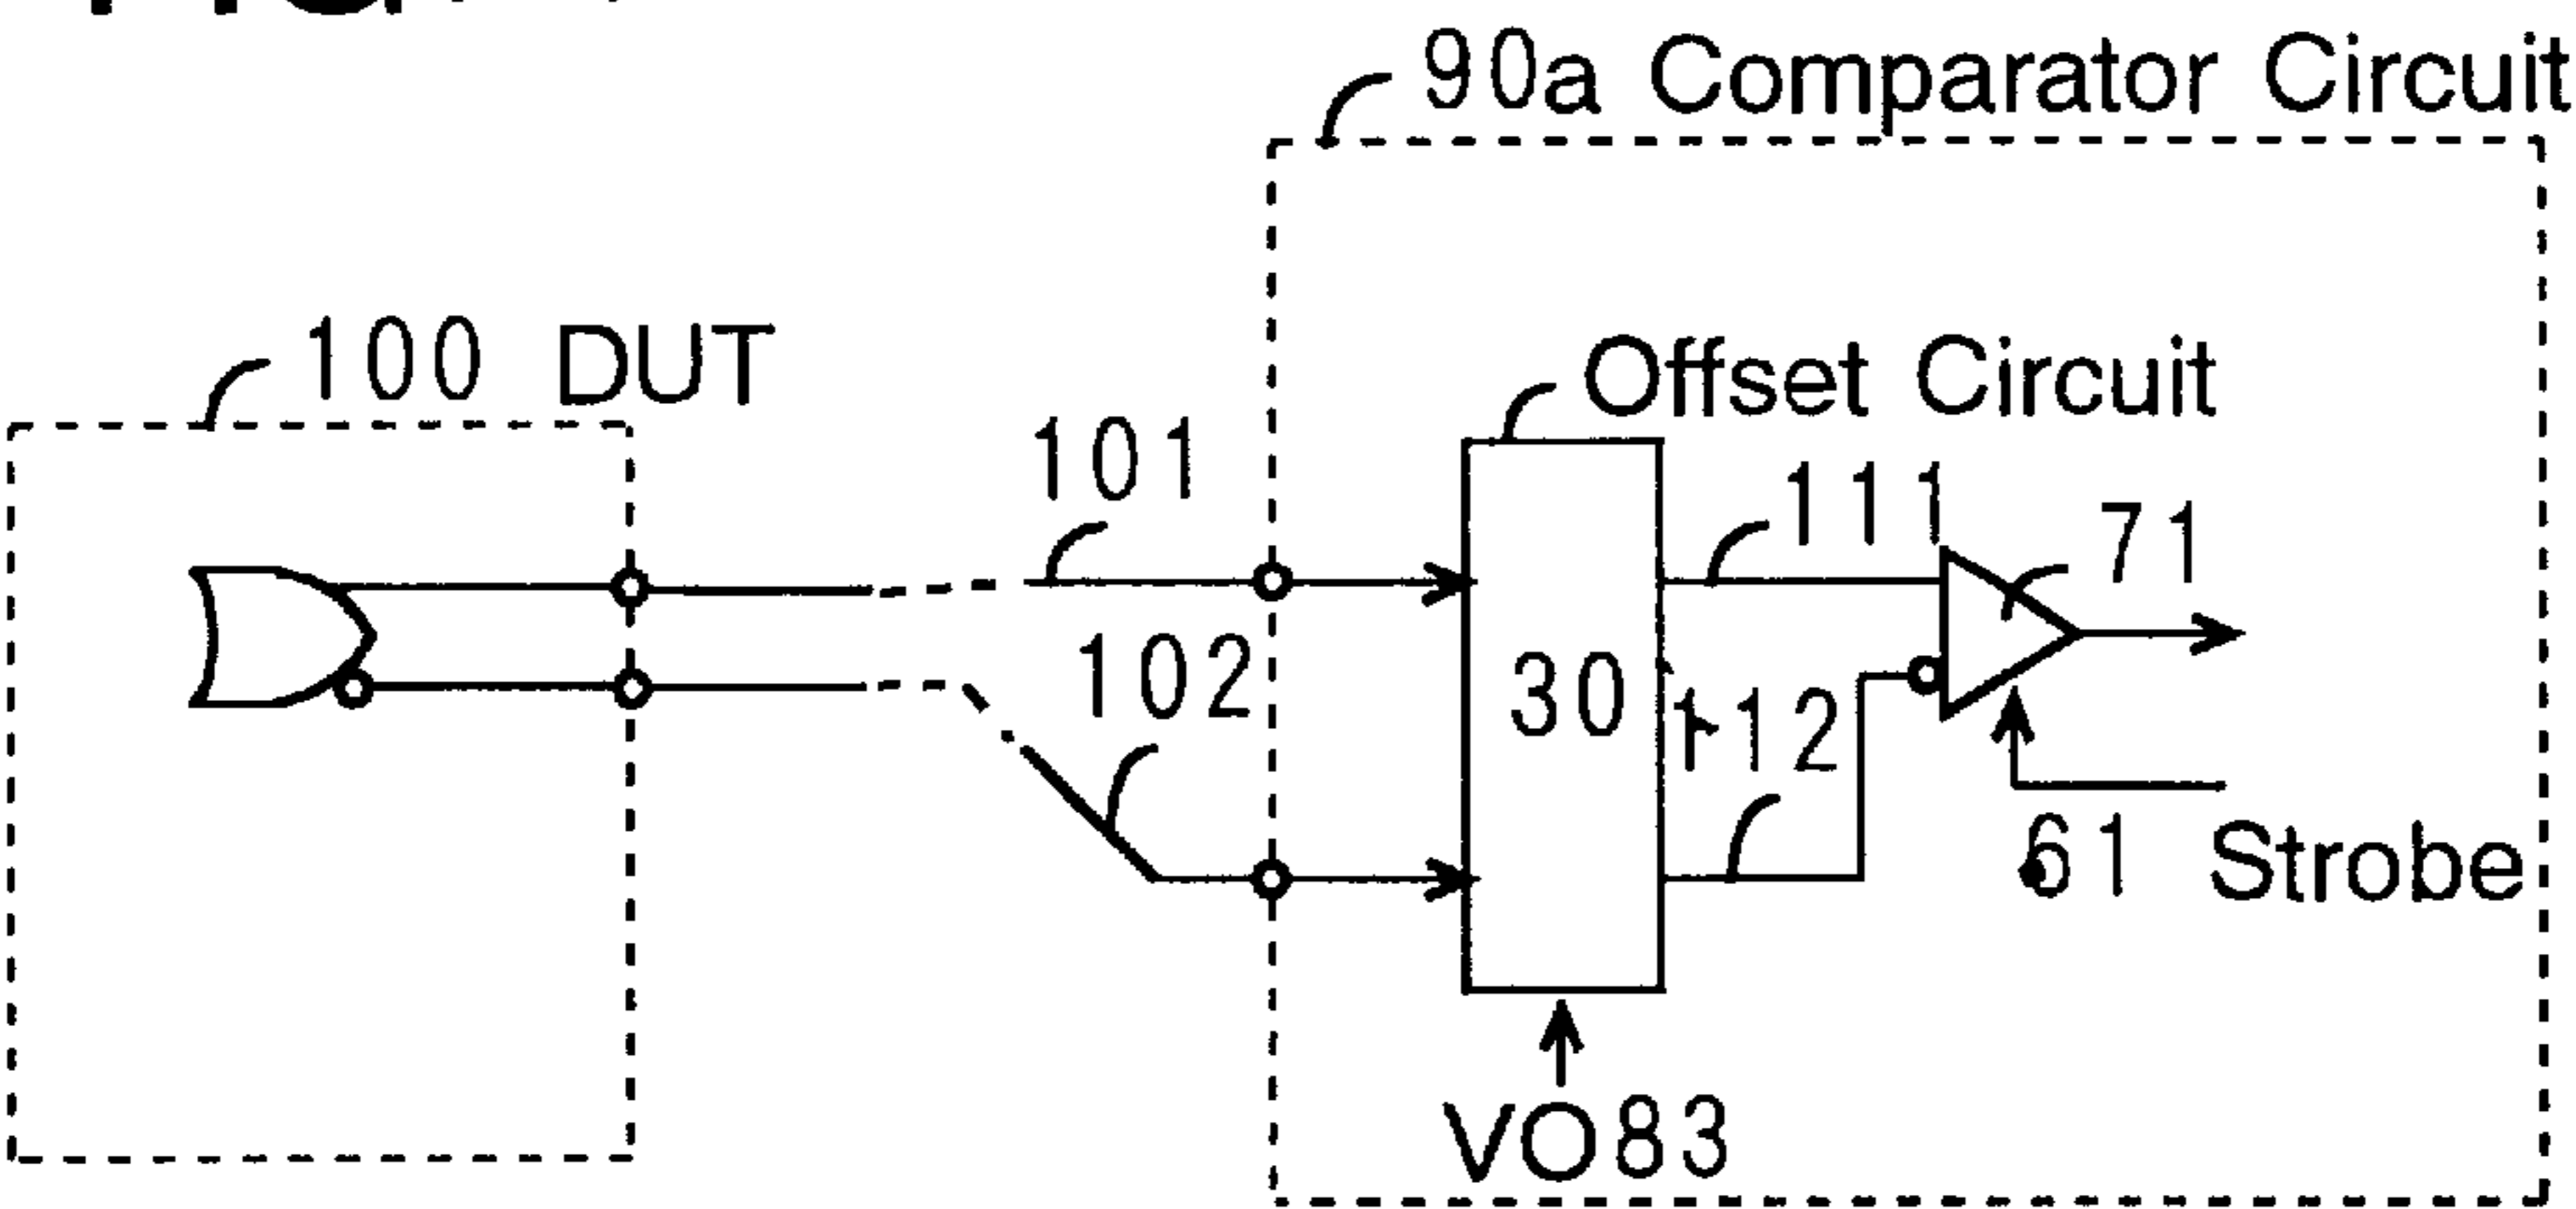 90a Comparator Circuit
100 DUT
Offset Circuit
101
111
71
102
30
112
61 Strobe
VO83